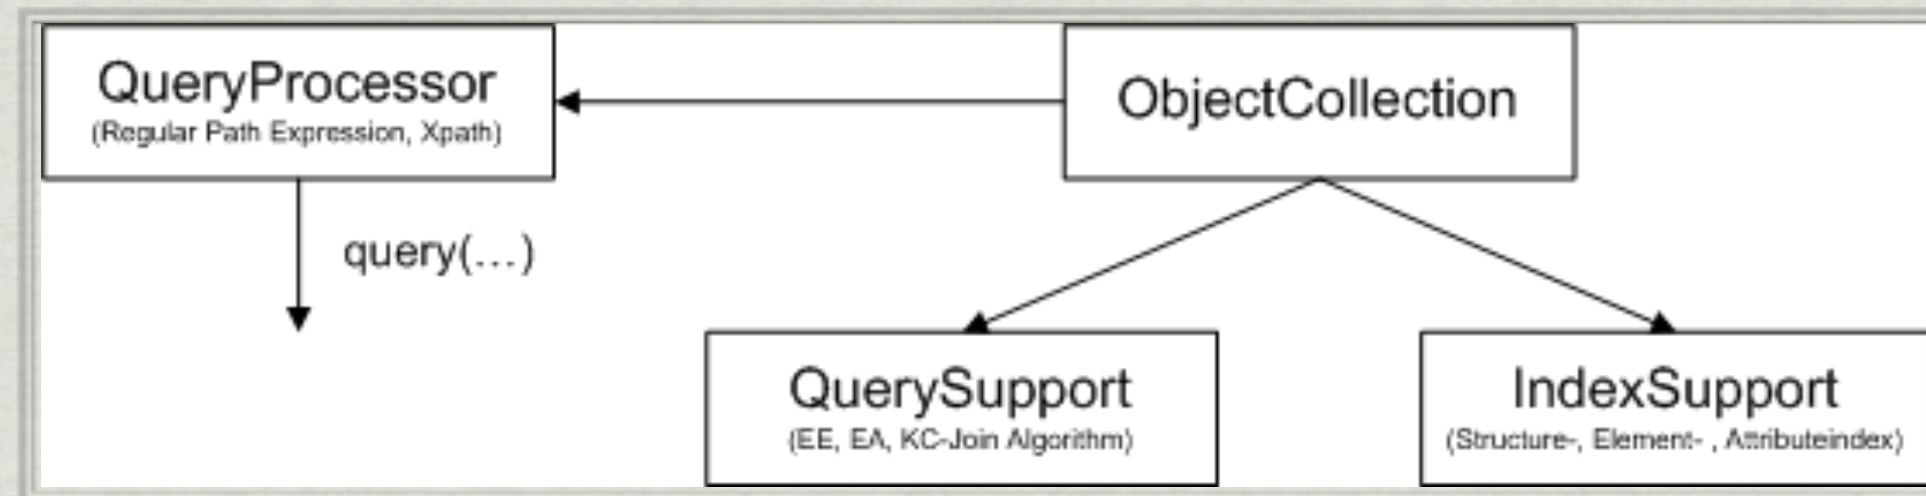 QueryProcessor
(Regular Path Expression, Xpath)
ObjectCollection
query(...)
QuerySupport
(EE, EA, KC-Join Algorithm)
IndexSupport
(Structure-, Element- , Attributeindex)